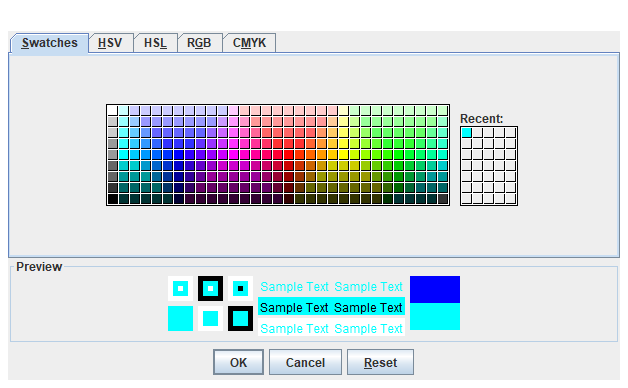 Swatches HSV HSL RGB CMYK
Recent:
Preview
Sample Text Sample Text
Sample Text Sample Text
Sample Text Sample Text
OK Cancel Reset